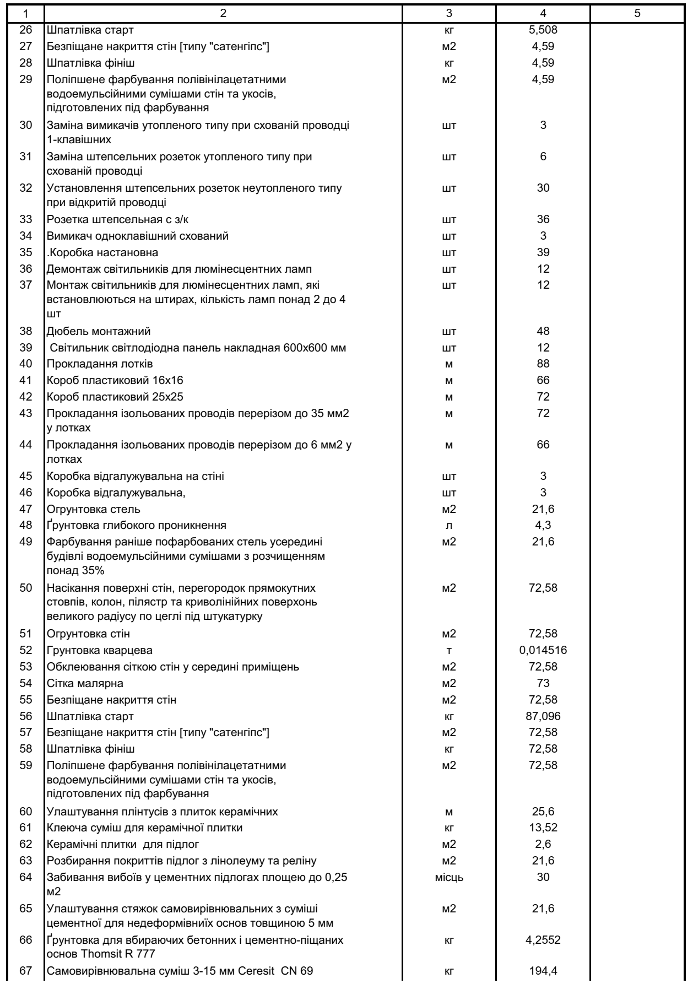 1 2 3 4 5
26 Шпатлівка старт кг 5,508
27 Безпіщане накриття стін [типу "сатенгіпс"] м2 4,59
28 Шпатлівка фініш кг 4,59
29 Поліпшене фарбування полівінілацетатними м2 4,59
водоемульсійними сумішами стін та укосів,
підготовлених під фарбування
30 Заміна вимикачів утопленого типу при схованій проводці шт 3
1-клавішних
31 Заміна штепсельних розеток утопленого типу при шт 6
схованій проводці
32 Установлення штепсельних розеток неутопленого типу шт 30
при відкритій проводці
33 Розетка штепсельная с з/к шт 36
34 Вимикач одноклавішний схований шт 3
35 .Коробка настановна шт 39
36 Демонтаж світильників для люмінесцентних ламп шт 12
37 Монтаж світильників для люмінесцентних ламп, які шт 12
встановлюються на штирах, кількість ламп понад 2 до 4
шт
38 Дюбель монтажний шт 48
39 Світильник світлодіодна панель накладная 600х600 мм шт 12
40 Прокладання лотків м 88
41 Короб пластиковий 16х16 м 66
42 Короб пластиковий 25х25 м 72
43 Прокладання ізольованих проводів перерізом до 35 мм2 м 72
у лотках
44 Прокладання ізольованих проводів перерізом до 6 мм2 у м 66
лотках
45 Коробка відгалужувальна на стіні шт 3
46 Коробка відгалужувальна, шт 3
47 Огрунтовка стель м2 21,6
48 Ґрунтовка глибокого проникнення л 4,3
49 Фарбування раніше пофарбованих стель усередині м2 21,6
будівлі водоемульсійними сумішами з розчищенням
понад 35%
50 Насікання поверхні стін, перегородок прямокутних м2 72,58
стовпів, колон, пілястр та криволінійних поверхонь
великого радіусу по цеглі під штукатурку
51 Огрунтовка стін м2 72,58
52 Грунтовка кварцева т 0,014516
53 Обклеювання сіткою стін у середині приміщень м2 72,58
54 Сітка малярна м2 73
55 Безпіщане накриття стін м2 72,58
56 Шпатлівка старт кг 87,096
57 Безпіщане накриття стін [типу "сатенгіпс"] м2 72,58
58 Шпатлівка фініш кг 72,58
59 Поліпшене фарбування полівінілацетатними м2 72,58
водоемульсійними сумішами стін та укосів,
підготовлених під фарбування
60 Улаштування плінтусів з плиток керамічних м 25,6
61 Клеюча суміш для керамічної плитки кг 13,52
62 Керамічні плитки для підлог м2 2,6
63 Розбирання покриттів підлог з лінолеуму та реліну м2 21,6
64 Забивання вибоїв у цементних підлогах площею до 0,25 місць 30
м2
65 Улаштування стяжок самовирівнювальних з суміші м2 21,6
цементної для недеформівниїх основ товщиною 5 мм
66 Ґрунтовка для вбираючих бетонних і цементно-піщаних кг 4,2552
основ Thomsit R 777
67 Самовирівнювальна суміш 3-15 мм Ceresit CN 69 кг 194,4